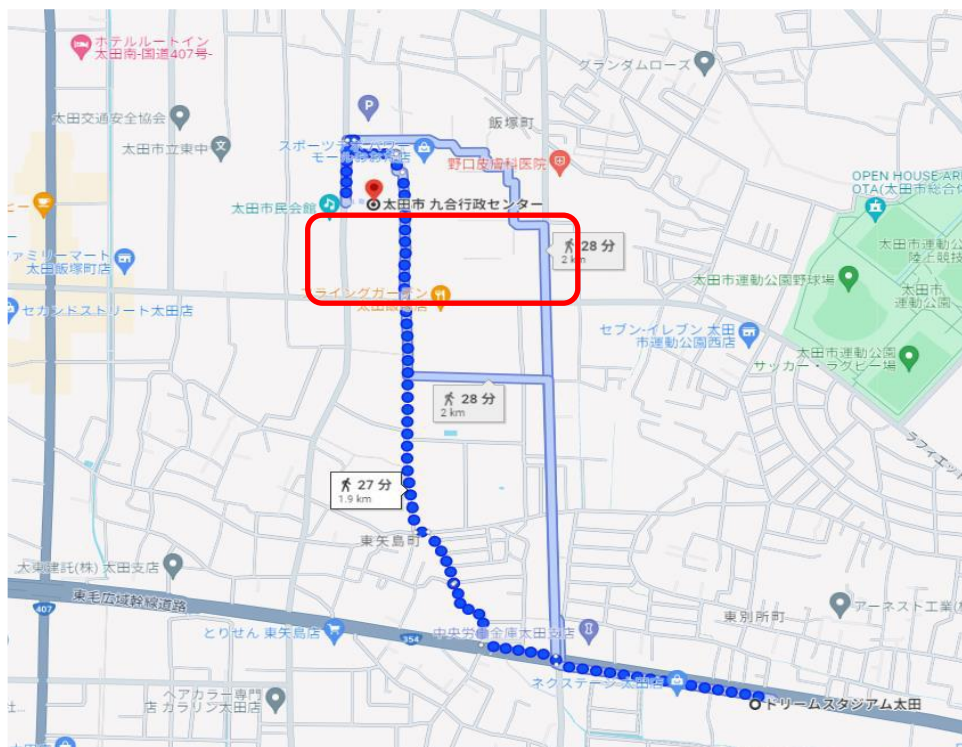 ホテルルートイン
太田南-国道407号-
グランダムローズ
太田交通安全協会
P
飯塚町
太田市立東中
文
野口皮膚科医院
OPEN HOUSE ARE
OTA(太田市総合体
太田市民会館
太田市 九合行政センター
ビー
28 分
2 km
太田市運動公
陸上競技
ファミリーマート
太田飯塚町店
太田市運動公園野球場
太田市
運動公園
フライングガーデン
太田飯塚店
セカンドストリート太田店
セブン-イレブン 太田
市運動公園西店
太田市運動公園
サッカー・ラグビー場
28 分
2 km
ラフィエット
27 分
1.9 km
東矢島町
大東建託(株) 太田支店
東毛広域幹線道路
407
東別所町
アーネスト工業(株
とりせん 東矢島店
354
中央労働金庫太田支店
ネクステージ 太田店
ヘアカラー専門
店 カラリン太田店
ドリームスタジアム太田
社...